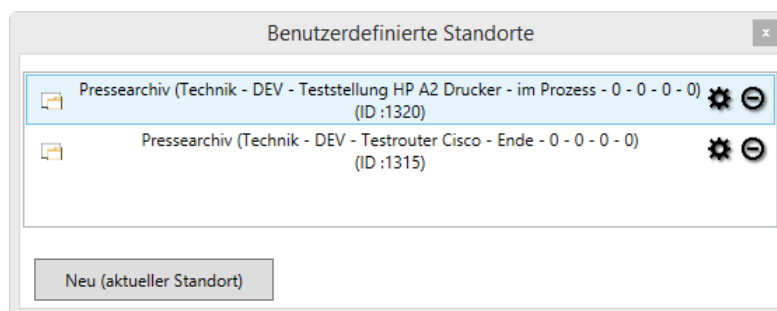 Benutzerdefinierte Standorte
x
Pressearchiv (Technik - DEV - Teststellung HP A2 Drucker - im Prozess - 0 - 0 - 0 - 0)
(ID :1320)
Pressearchiv (Technik - DEV - Testrouter Cisco - Ende - 0 - 0 - 0 - 0)
(ID :1315)
Neu (aktueller Standort)